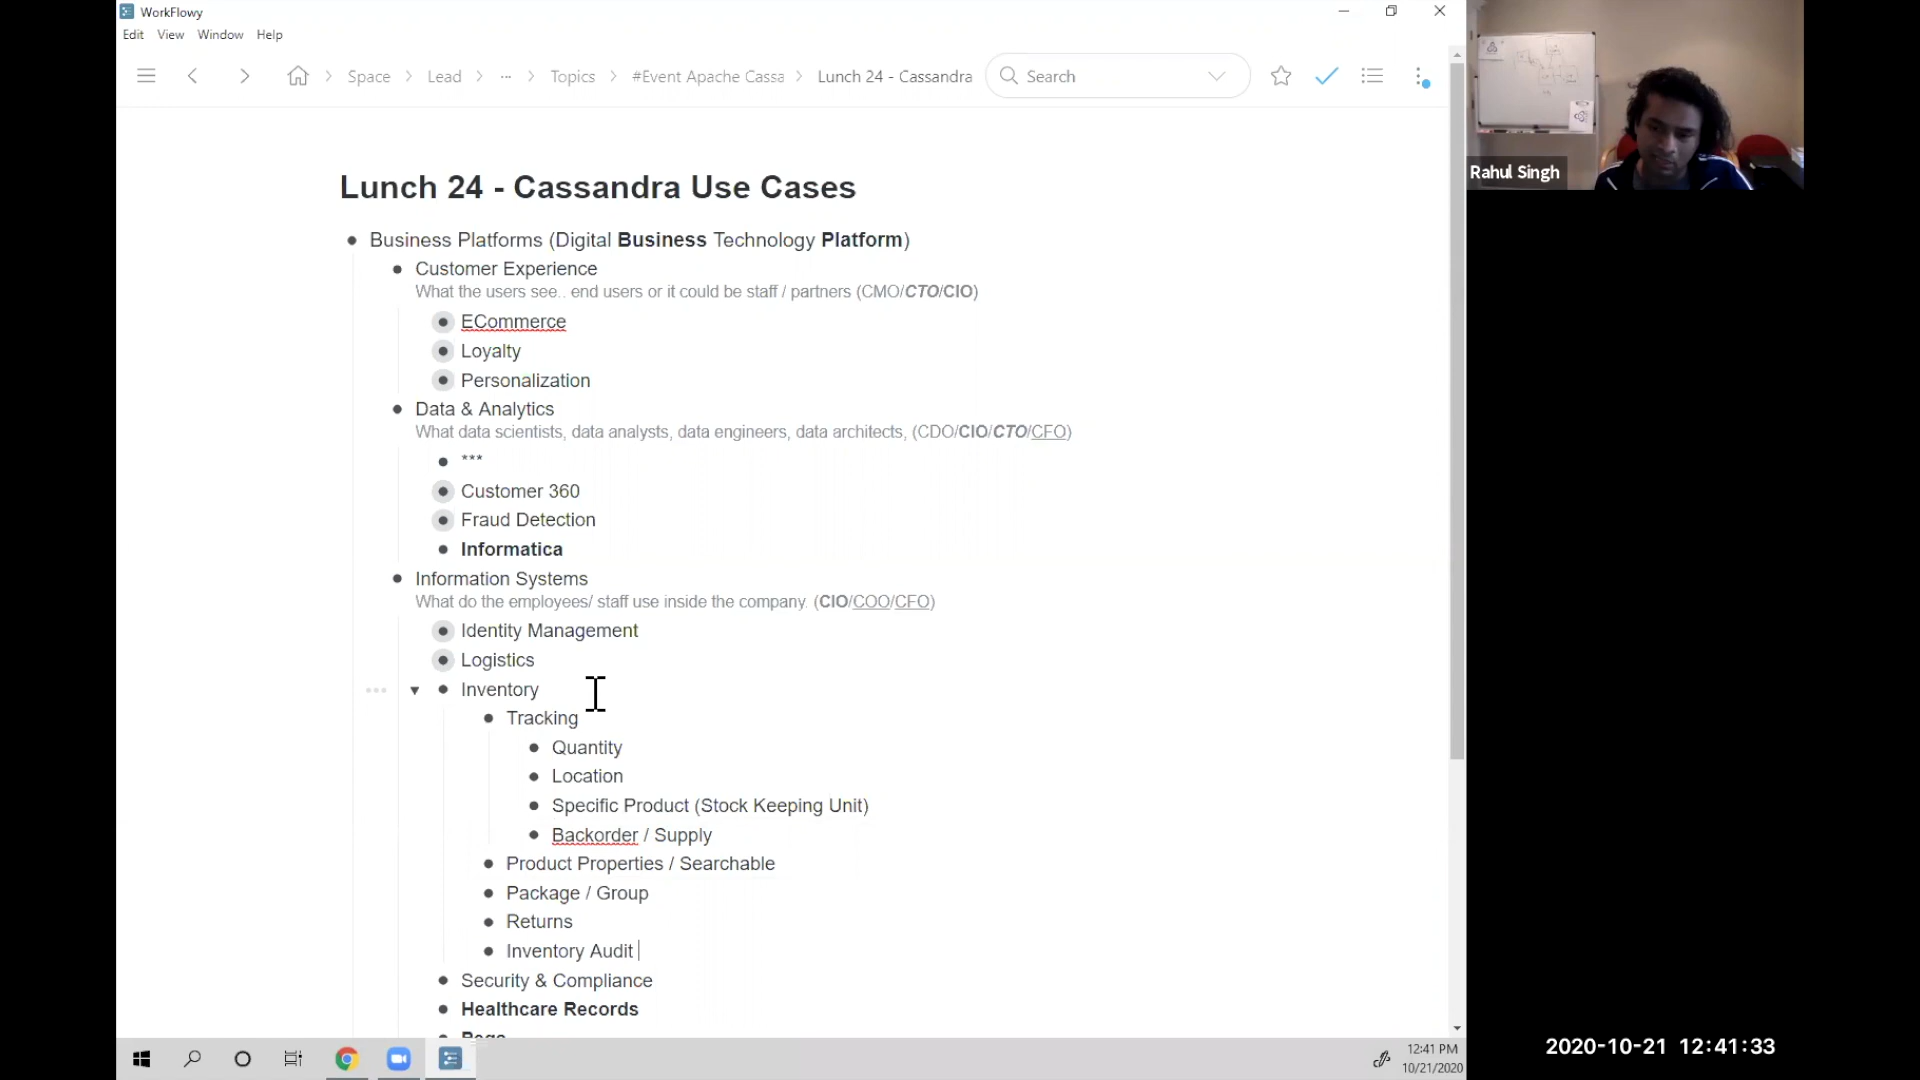 WorkFlowy
Edit View Window Help
Space Lead ... Topics #Event Apache Cassa Lunch 24 - Cassandra Search
Lunch 24 - Cassandra Use Cases
Business Platforms (Digital Business Technology Platform)
Customer Experience
What the users see.. end users or it could be staff / partners (CMO/CTO/CIO)
ECommerce
Loyalty
Personalization
Data & Analytics
What data scientists, data analysts, data engineers, data architects, (CDO/CIO/CTO/CFO)
***
Customer 360
Fraud Detection
Informatica
Information Systems
What do the employees/ staff use inside the company. (CIO/COO/CFO)
Identity Management
Logistics
Inventory
Tracking
Quantity
Location
Specific Product (Stock Keeping Unit)
Backorder / Supply
Product Properties / Searchable
Package / Group
Returns
Inventory Audit
Security & Compliance
Healthcare Records
12:41 PM
10/21/2020
Rahul Singh
2020-10-21 12:41:33